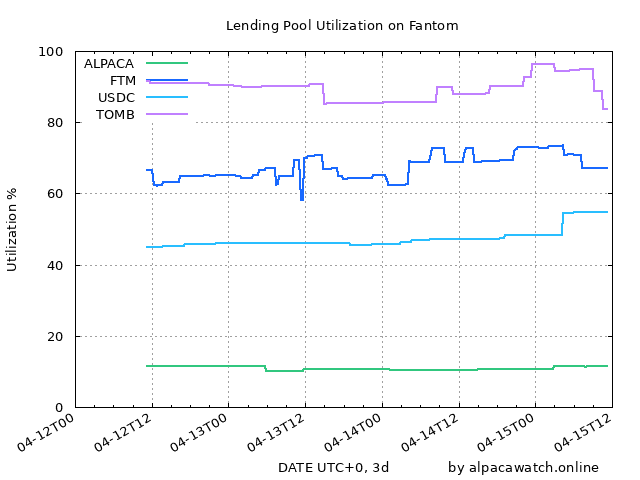 Lending Pool Utilization on Fantom
Utilization %
100
80
60
40
20
0
ALPACA
FTM
USDC
TOMB
04-12T00
04-12T12
04-13T00
04-13T12
04-14T00
04-14T12
04-15T00
04-15T12
DATE UTC+0, 3d
by alpacawatch.online